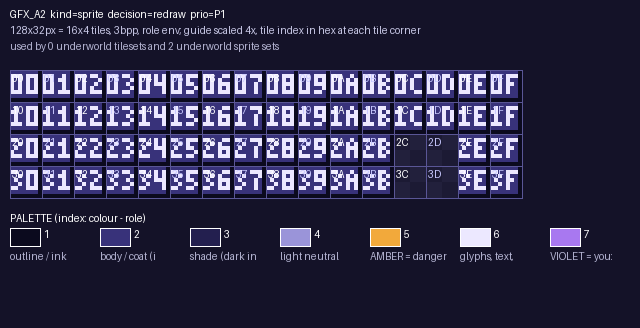 GFX_A2 kind=sprite decision=redraw prio=P1
128x32px = 16x4 tiles, 3bpp, role env; guide scaled 4x, tile index in hex at each tile corner
used by 0 underworld tilesets and 2 underworld sprite sets
00 01 02 03 04 05 06 07 08 09 0A 0B 0C 0D 0E 0F
10 11 12 13 14 15 16 17 18 19 1A 1B 1C 1D 1E 1F
20 21 22 23 24 25 26 27 28 29 2A 2B 2C 2D 2E 2F
30 31 32 33 34 35 36 37 38 39 3A 3B 3C 3D 3E 3F
PALETTE (index: colour - role)
1 2 3 4 5 6 7
outline / ink body / coat (i shade (dark in light neutral AMBER = danger glyphs, text, VIOLET = you: